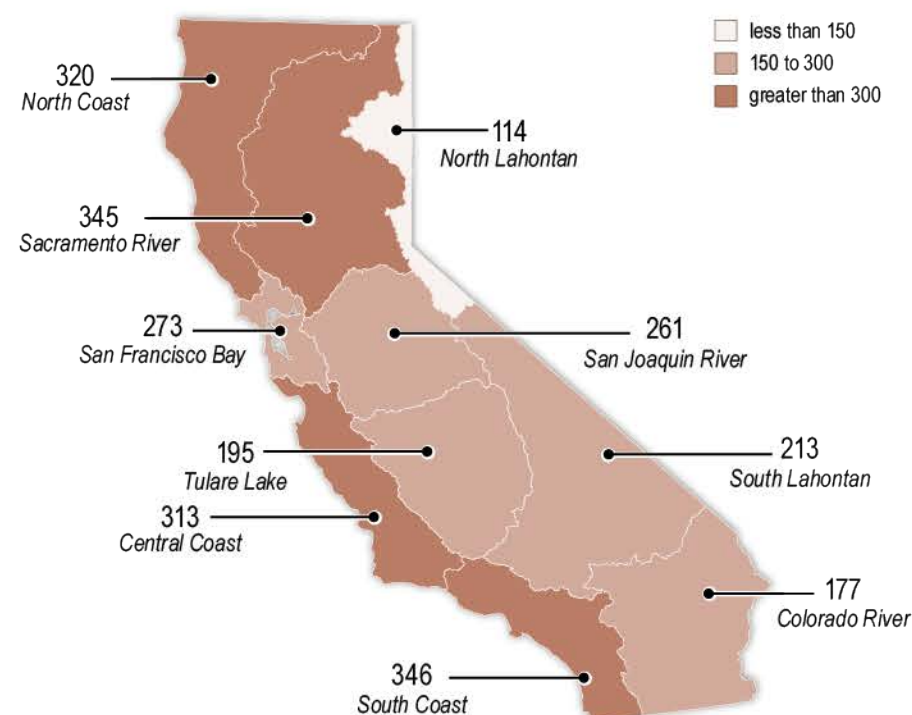 less than 150
150 to 300
greater than 300
320
North Coast
114
North Lahontan
345
Sacramento River
273
San Francisco Bay
261
San Joaquin River
195
Tulare Lake
213
South Lahontan
313
Central Coast
177
Colorado River
346
South Coast